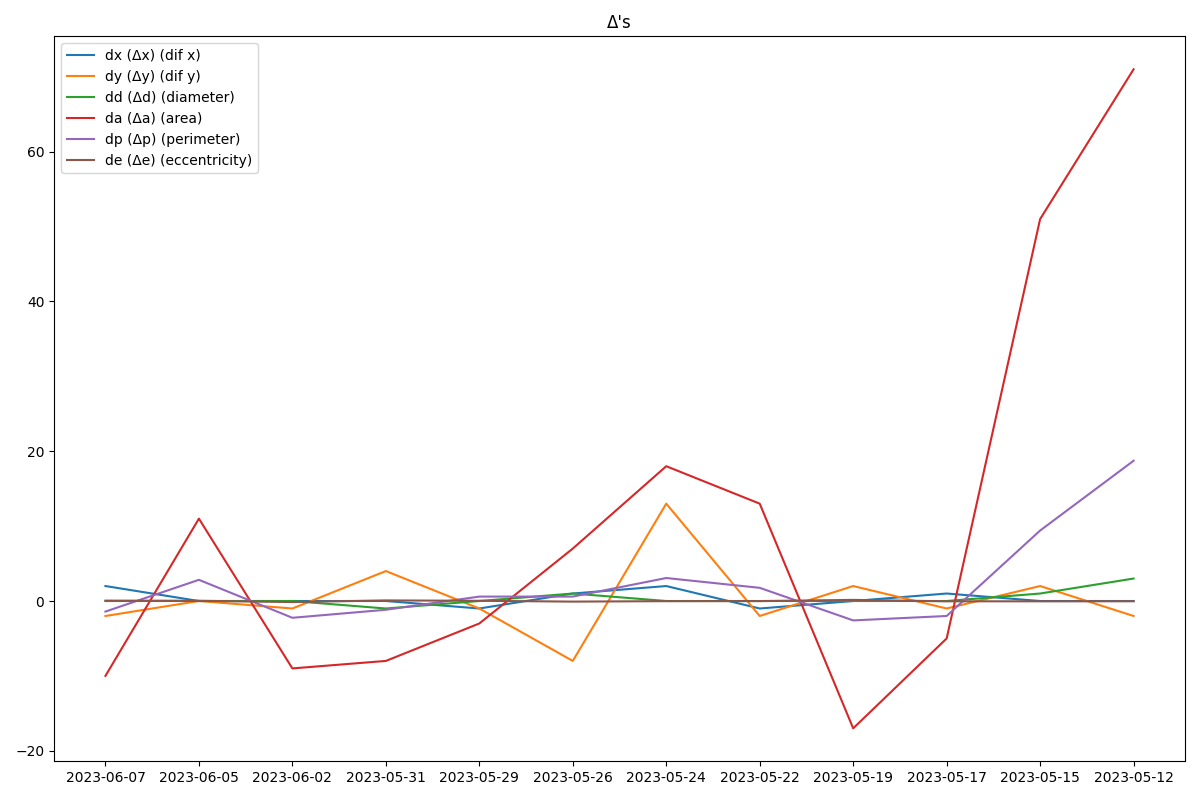 Δ's
dx (Δx) (dif x)
dy (Δy) (dif y)
dd (Δd) (diameter)
da (Δa) (area)
dp (Δp) (perimeter)
de (Δe) (eccentricity)
60
40
20
0
−20
2023-06-07 2023-06-05 2023-06-02 2023-05-31 2023-05-29 2023-05-26 2023-05-24 2023-05-22 2023-05-19 2023-05-17 2023-05-15 2023-05-12